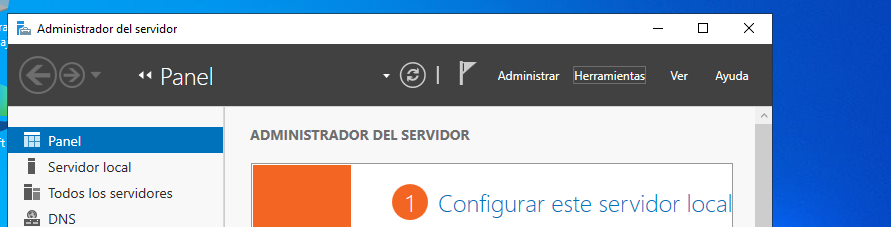 Administrador del servidor
Panel
Administrar Herramientas Ver Ayuda
Panel
Servidor local
Todos los servidores
DNS
ADMINISTRADOR DEL SERVIDOR
1 Configurar este servidor local